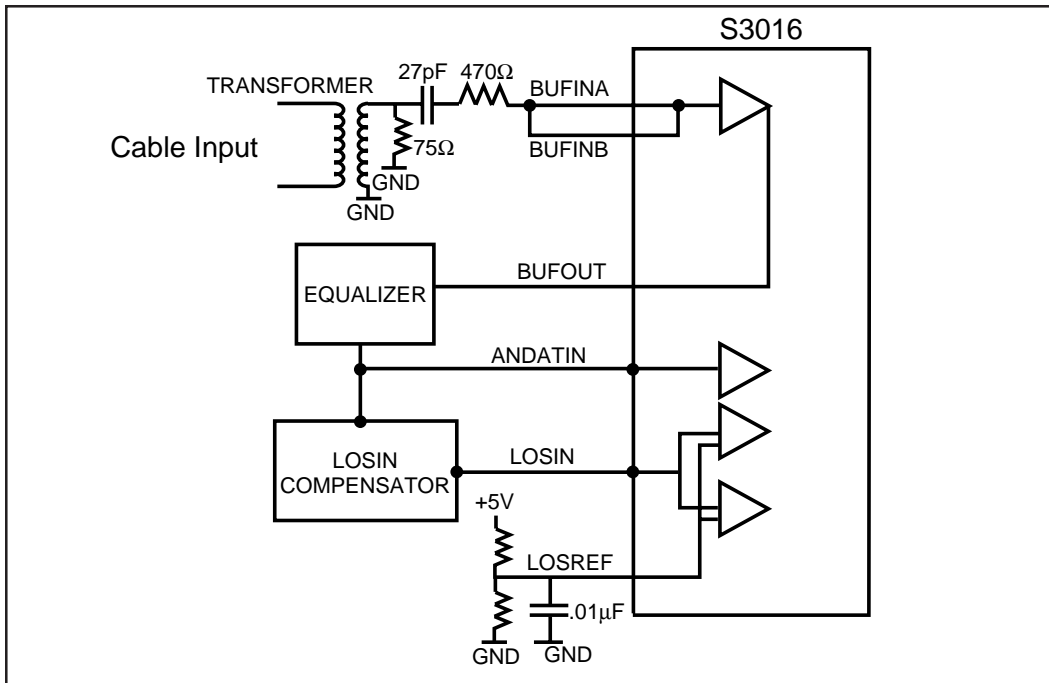 S3016
27pF
470Ω
TRANSFORMER
BUFINA
Cable Input
75Ω
BUFINB
GND
GND
BUFOUT
EQUALIZER
ANDATIN
LOSIN
COMPENSATOR
LOSIN
+5V
LOSREF
.01µF
GND
GND